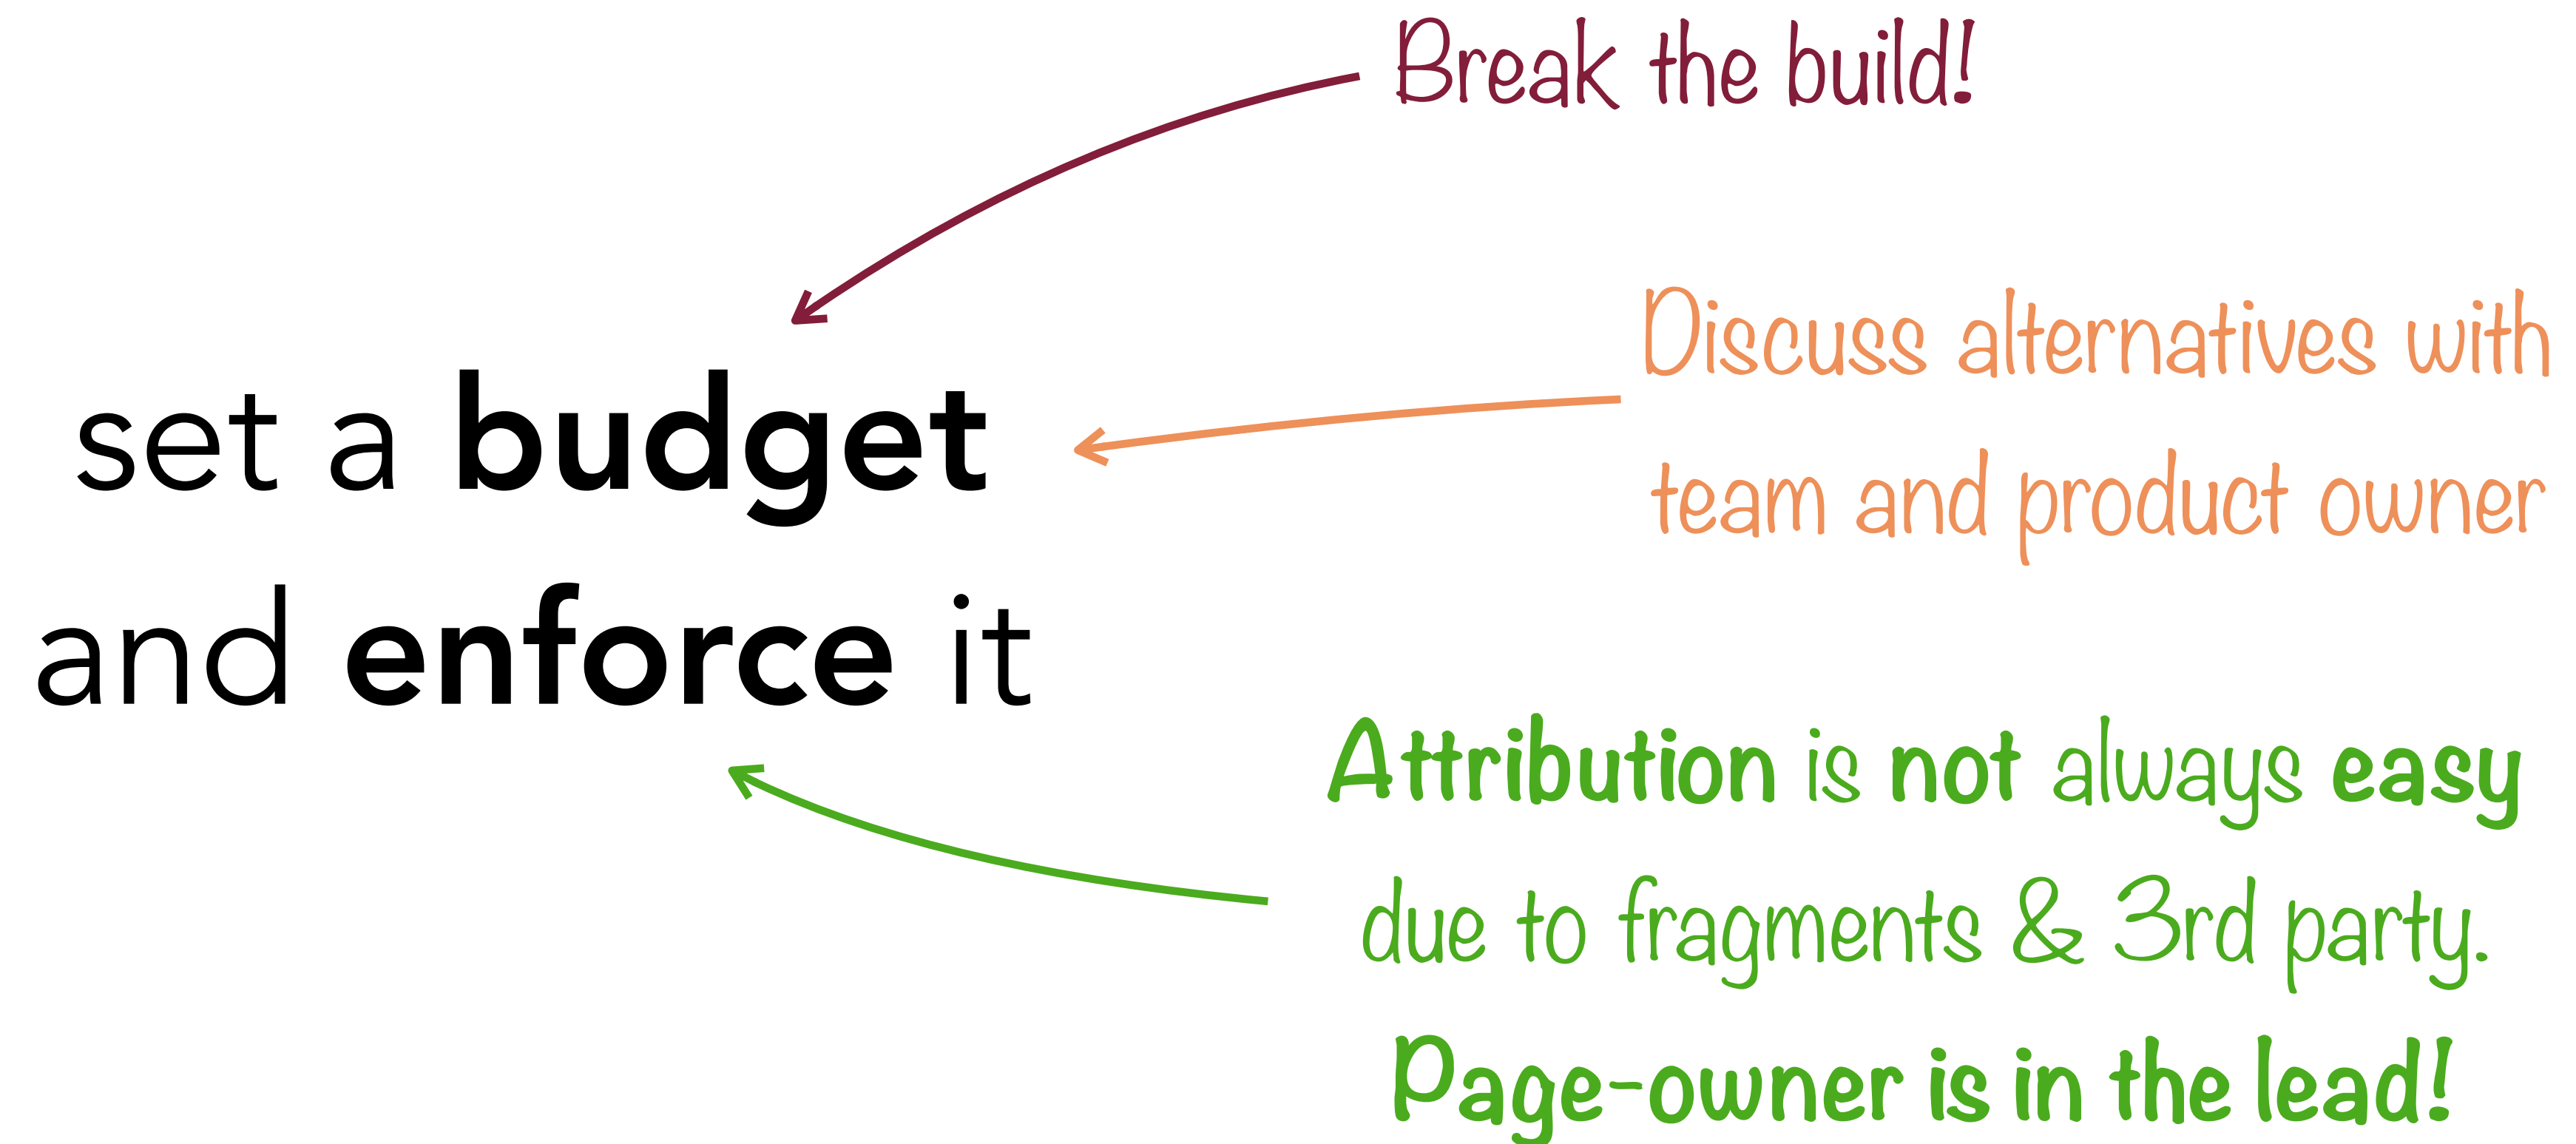 Break the build!
set a budget
and enforce it
Discuss alternatives with
team and product owner
Attribution is not always easy
due to fragments & 3rd party.
Page-owner is in the lead!